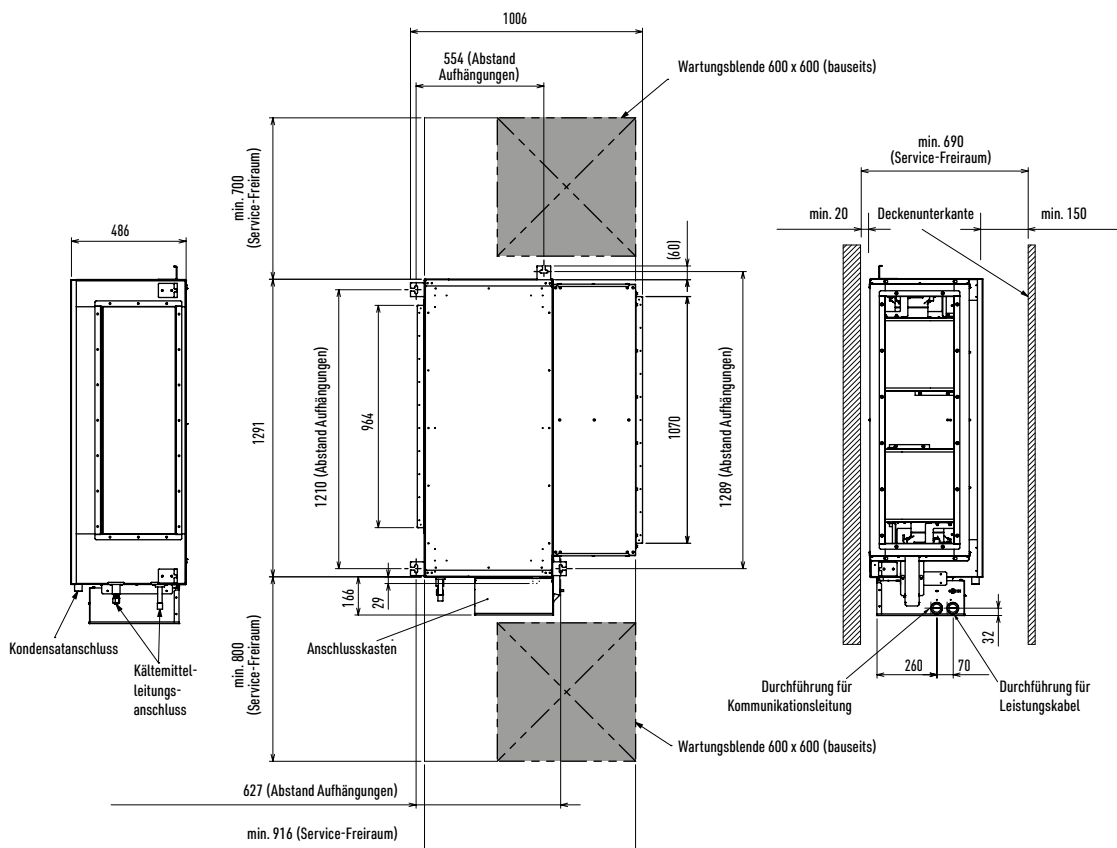 1006
554 (Abstand
Aufhängungen)
Wartungsblende 600 x 600 (bauseits)
min. 700
(Service-Freiraum)
min. 690
(Service-Freiraum)
min. 20
Deckenunterkante
min. 150
486
(60)
1291
1210 (Abstand Aufhängungen)
964
1070
1289 (Abstand Aufhängungen)
166
29
Kondensatanschluss
Kältemittel-
leitungs-
anschluss
Anschlusskasten
min. 800
(Service-Freiraum)
32
260
70
Durchführung für
Kommunikationsleitung
Durchführung für
Leistungskabel
Wartungsblende 600 x 600 (bauseits)
627 (Abstand Aufhängungen)
min. 916 (Service-Freiraum)